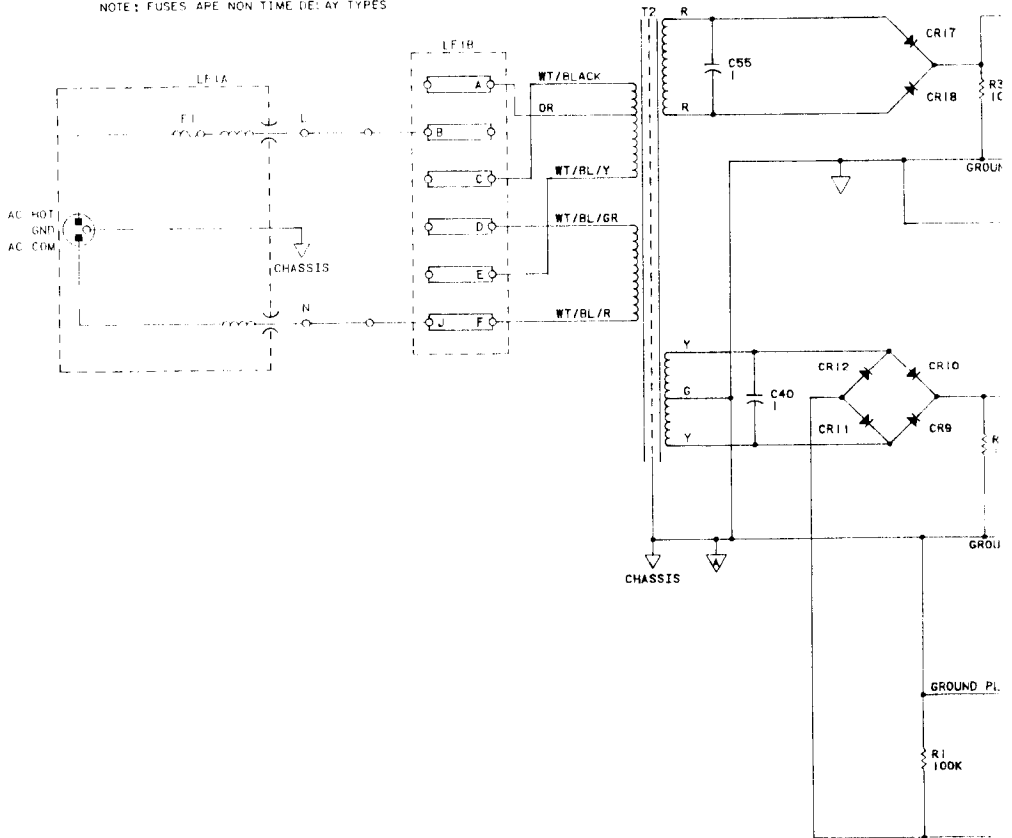 NOTE: FUSES ARE NON TIME DELAY TYPES
T2
R
CR17
LF1B
C55
1
LF1A
WT/BLACK
A
CR18
OR
R
F1
L
B
WT/BL/Y
C
WT/BL/GR
AC HOT
GND
AC COM
D
CHASSIS
E
N
WT/BL/R
J
F
Y
CR12
CR10
G
C40
1
CR11
CR9
Y
R
CHASSIS
A
GROUND
R1
100K